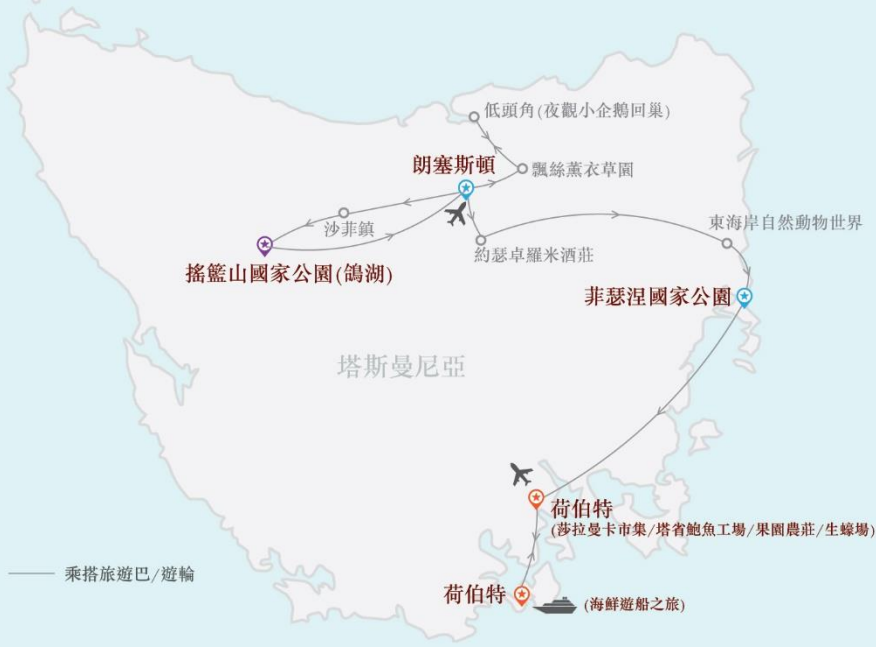 低頭角(夜觀小企鵝回巢)
朗塞斯頓
飄絲薰衣草園
沙菲鎮
東海岸自然動物世界
約瑟卓羅米酒莊
搖籃山國家公園(鴿湖)
菲瑟涅國家公園
塔斯曼尼亞
荷伯特
(莎拉曼卡市集/塔省鮑魚工場/果園農莊/生蠔場)
乘搭旅遊巴/遊輪
荷伯特
(海鮮遊船之旅)